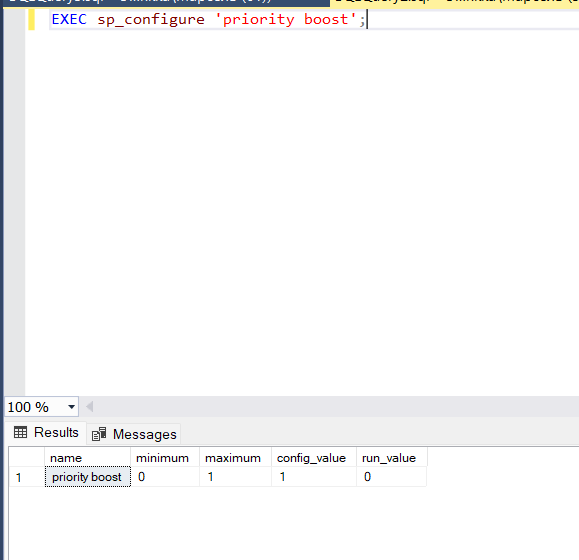 EXEC sp_configure 'priority boost';
100 %
Results Messages
name minimum maximum config_value run_value
1 priority boost 0 1 1 0